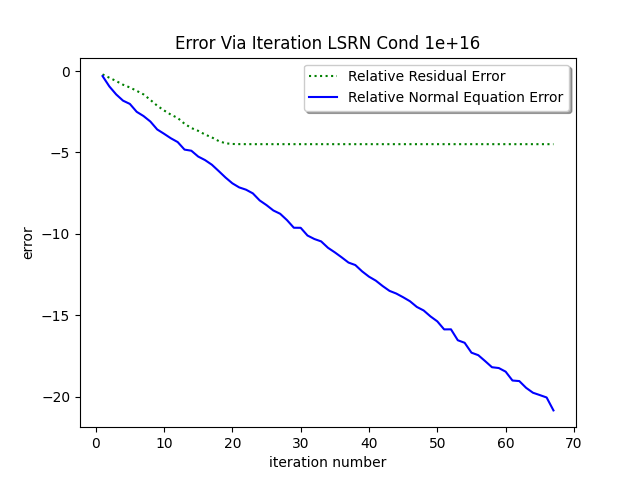 Error Via Iteration LSRN Cond 1e+16
Relative Residual Error
Relative Normal Equation Error
error
0
−5
−10
−15
−20
0 10 20 30 40 50 60 70
iteration number